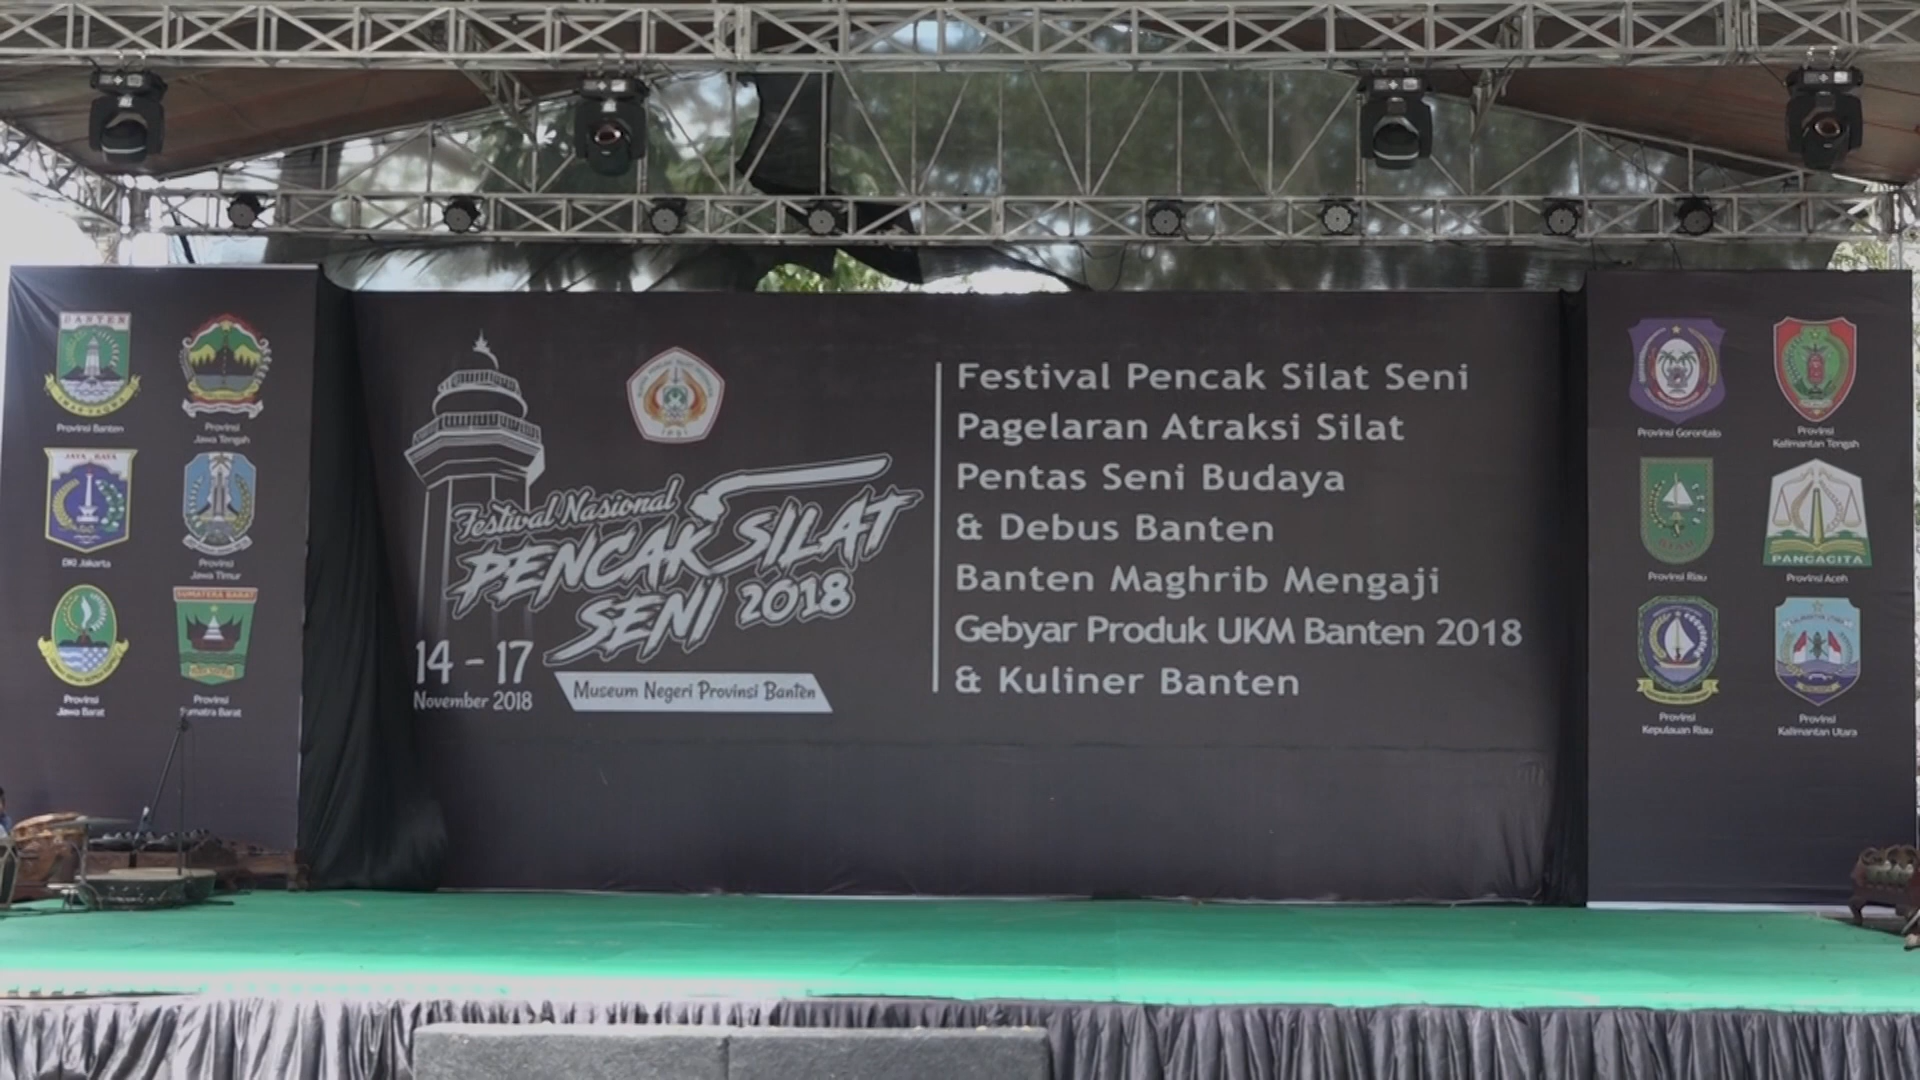 BANTEN
Provinsi Banten
Provinsi
Jawa Tengah
JAYA RAYA
DKI Jakarta
Provinsi
Jawa Timur
Provinsi
Jawa Barat
SUMATERA BARAT
Provinsi
Sumatra Barat
IPSI
Festival Nasional
PENCAK SILAT
SENI 2018
14 - 17
November 2018
Museum Negeri Provinsi Banten
Festival Pencak Silat Seni
Pagelaran Atraksi Silat
Pentas Seni Budaya
& Debus Banten
Banten Maghrib Mengaji
Gebyar Produk UKM Banten 2018
& Kuliner Banten
Provinsi Gorontalo
Provinsi
Kalimantan Tengah
RIAU
Provinsi Riau
PANCACITA
Provinsi Aceh
Provinsi
Kepulauan Riau
Provinsi
Kalimantan Utara